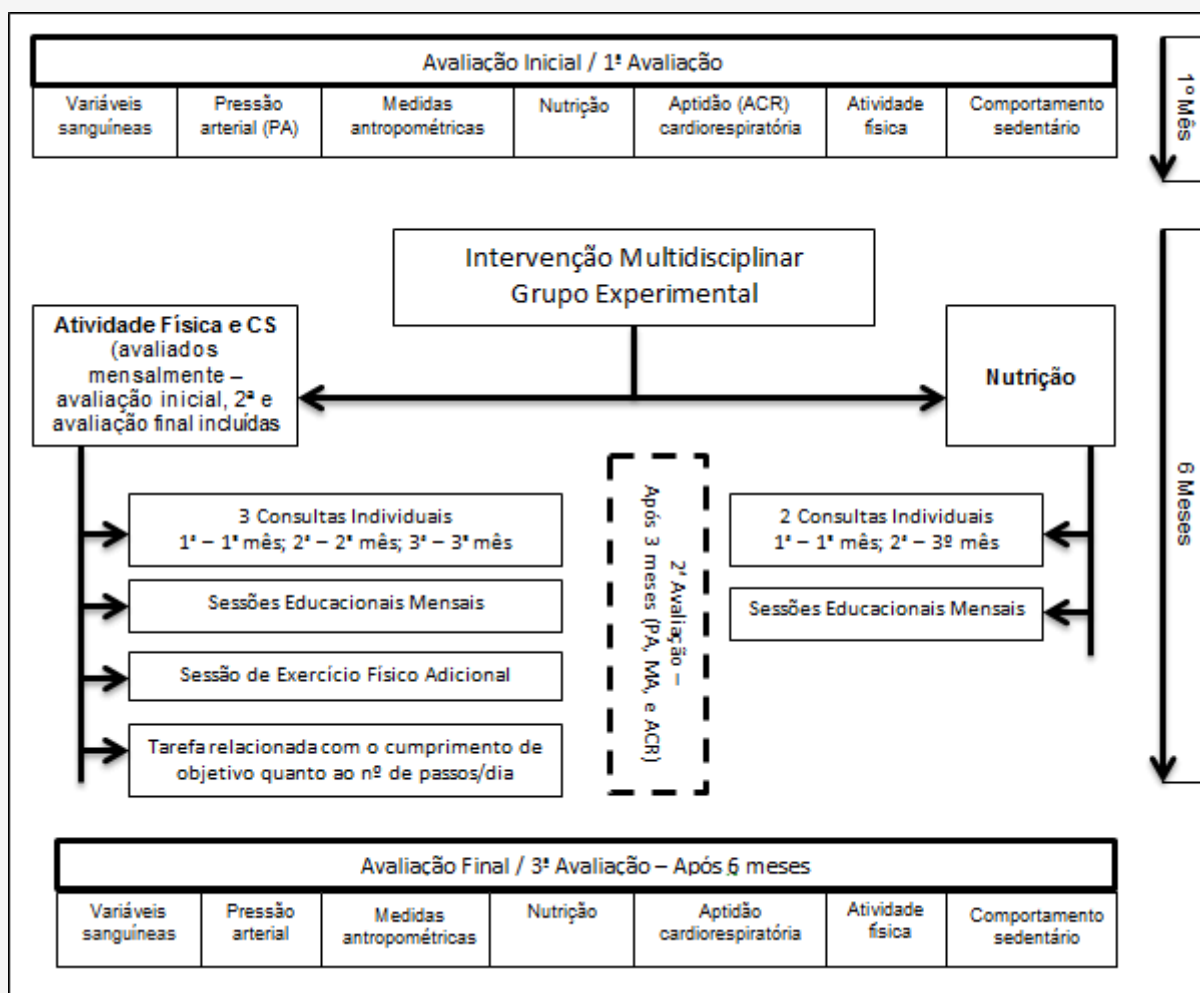 Avaliação Inicial / 1ª Avaliação
Variáveis
sanguíneas
Pressão
arterial (PA)
Medidas
antropométricas
Nutrição
Aptidão (ACR)
cardiorespiratória
Atividade
física
Comportamento
sedentário
1º Mês
Intervenção Multidisciplinar
Grupo Experimental
Atividade Física e CS
(avaliados
mensalmente –
avaliação inicial, 2ª e
avaliação final incluídas
Nutrição
3 Consultas Individuais
1ª – 1º mês; 2ª – 2º mês; 3ª – 3º mês
Sessões Educacionais Mensais
Sessão de Exercício Físico Adicional
Tarefa relacionada com o cumprimento de
objetivo quanto ao nº de passos/dia
2ª Avaliação –
Após 3 meses (PA, MA, e ACR)
2 Consultas Individuais
1ª – 1º mês; 2ª – 3º mês
Sessões Educacionais Mensais
6 Meses
Avaliação Final / 3ª Avaliação – Após 6 meses
Variáveis
sanguíneas
Pressão
arterial
Medidas
antropométricas
Nutrição
Aptidão
cardiorespiratória
Atividade
física
Comportamento
sedentário